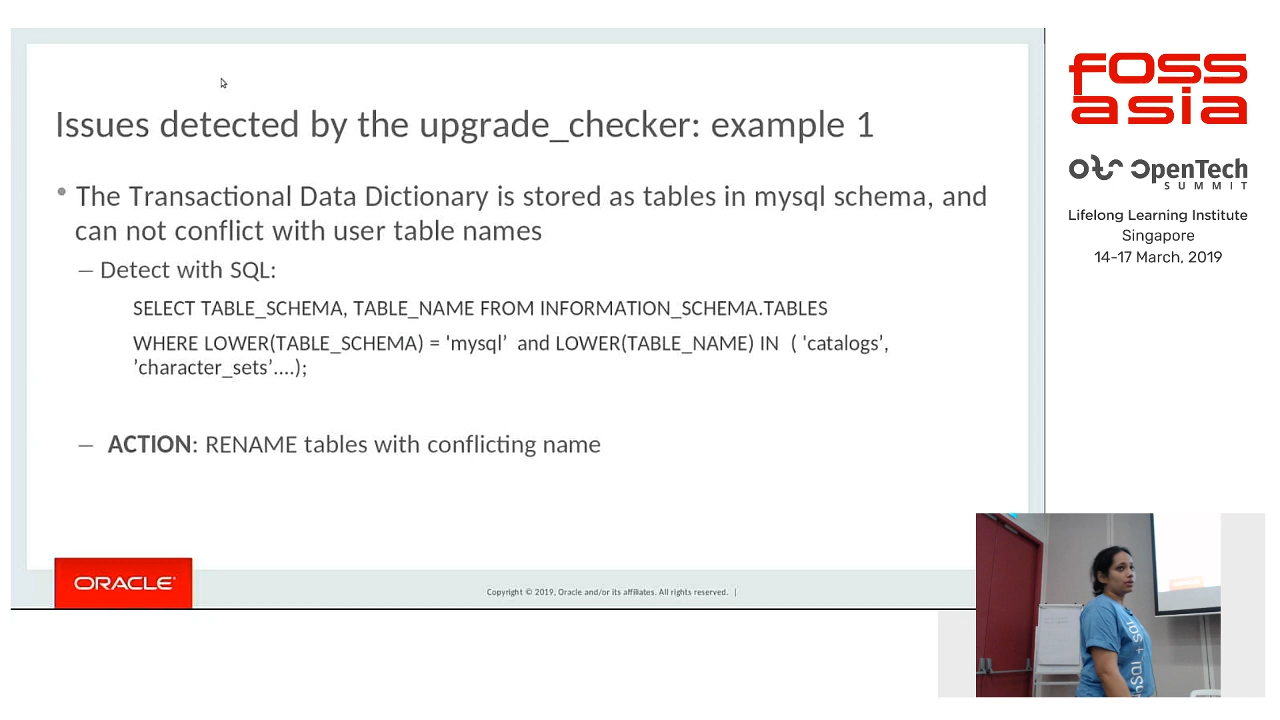 Issues detected by the upgrade_checker: example 1
• The Transactional Data Dictionary is stored as tables in mysql schema, and
can not conflict with user table names
– Detect with SQL:
SELECT TABLE_SCHEMA, TABLE_NAME FROM INFORMATION_SCHEMA.TABLES
WHERE LOWER(TABLE_SCHEMA) = 'mysql’ and LOWER(TABLE_NAME) IN ( 'catalogs’,
’character_sets’....);
– ACTION: RENAME tables with conflicting name
ORACLE®
Copyright © 2019, Oracle and/or its affiliates. All rights reserved. |
foss
asia
OpenTech
SUMMIT
Lifelong Learning Institute
Singapore
14-17 March, 2019